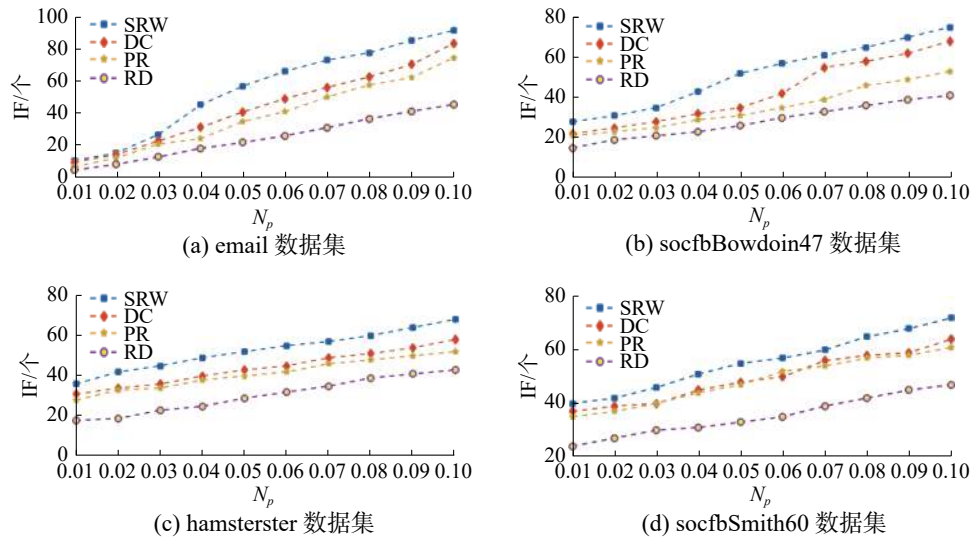 100
80
60
40
20
0
IF/个
SRW
DC
PR
RD
0.01 0.02 0.03 0.04 0.05 0.06 0.07 0.08 0.09 0.10
Np
(a) email 数据集
80
60
40
20
0
IF/个
SRW
DC
PR
RD
0.01 0.02 0.03 0.04 0.05 0.06 0.07 0.08 0.09 0.10
Np
(b) socfbBowdoin47 数据集
80
60
40
20
0
IF/个
SRW
DC
PR
RD
0.01 0.02 0.03 0.04 0.05 0.06 0.07 0.08 0.09 0.10
Np
(c) hamsterster 数据集
80
60
40
20
IF/个
SRW
DC
PR
RD
0.01 0.02 0.03 0.04 0.05 0.06 0.07 0.08 0.09 0.10
Np
(d) socfbSmith60 数据集